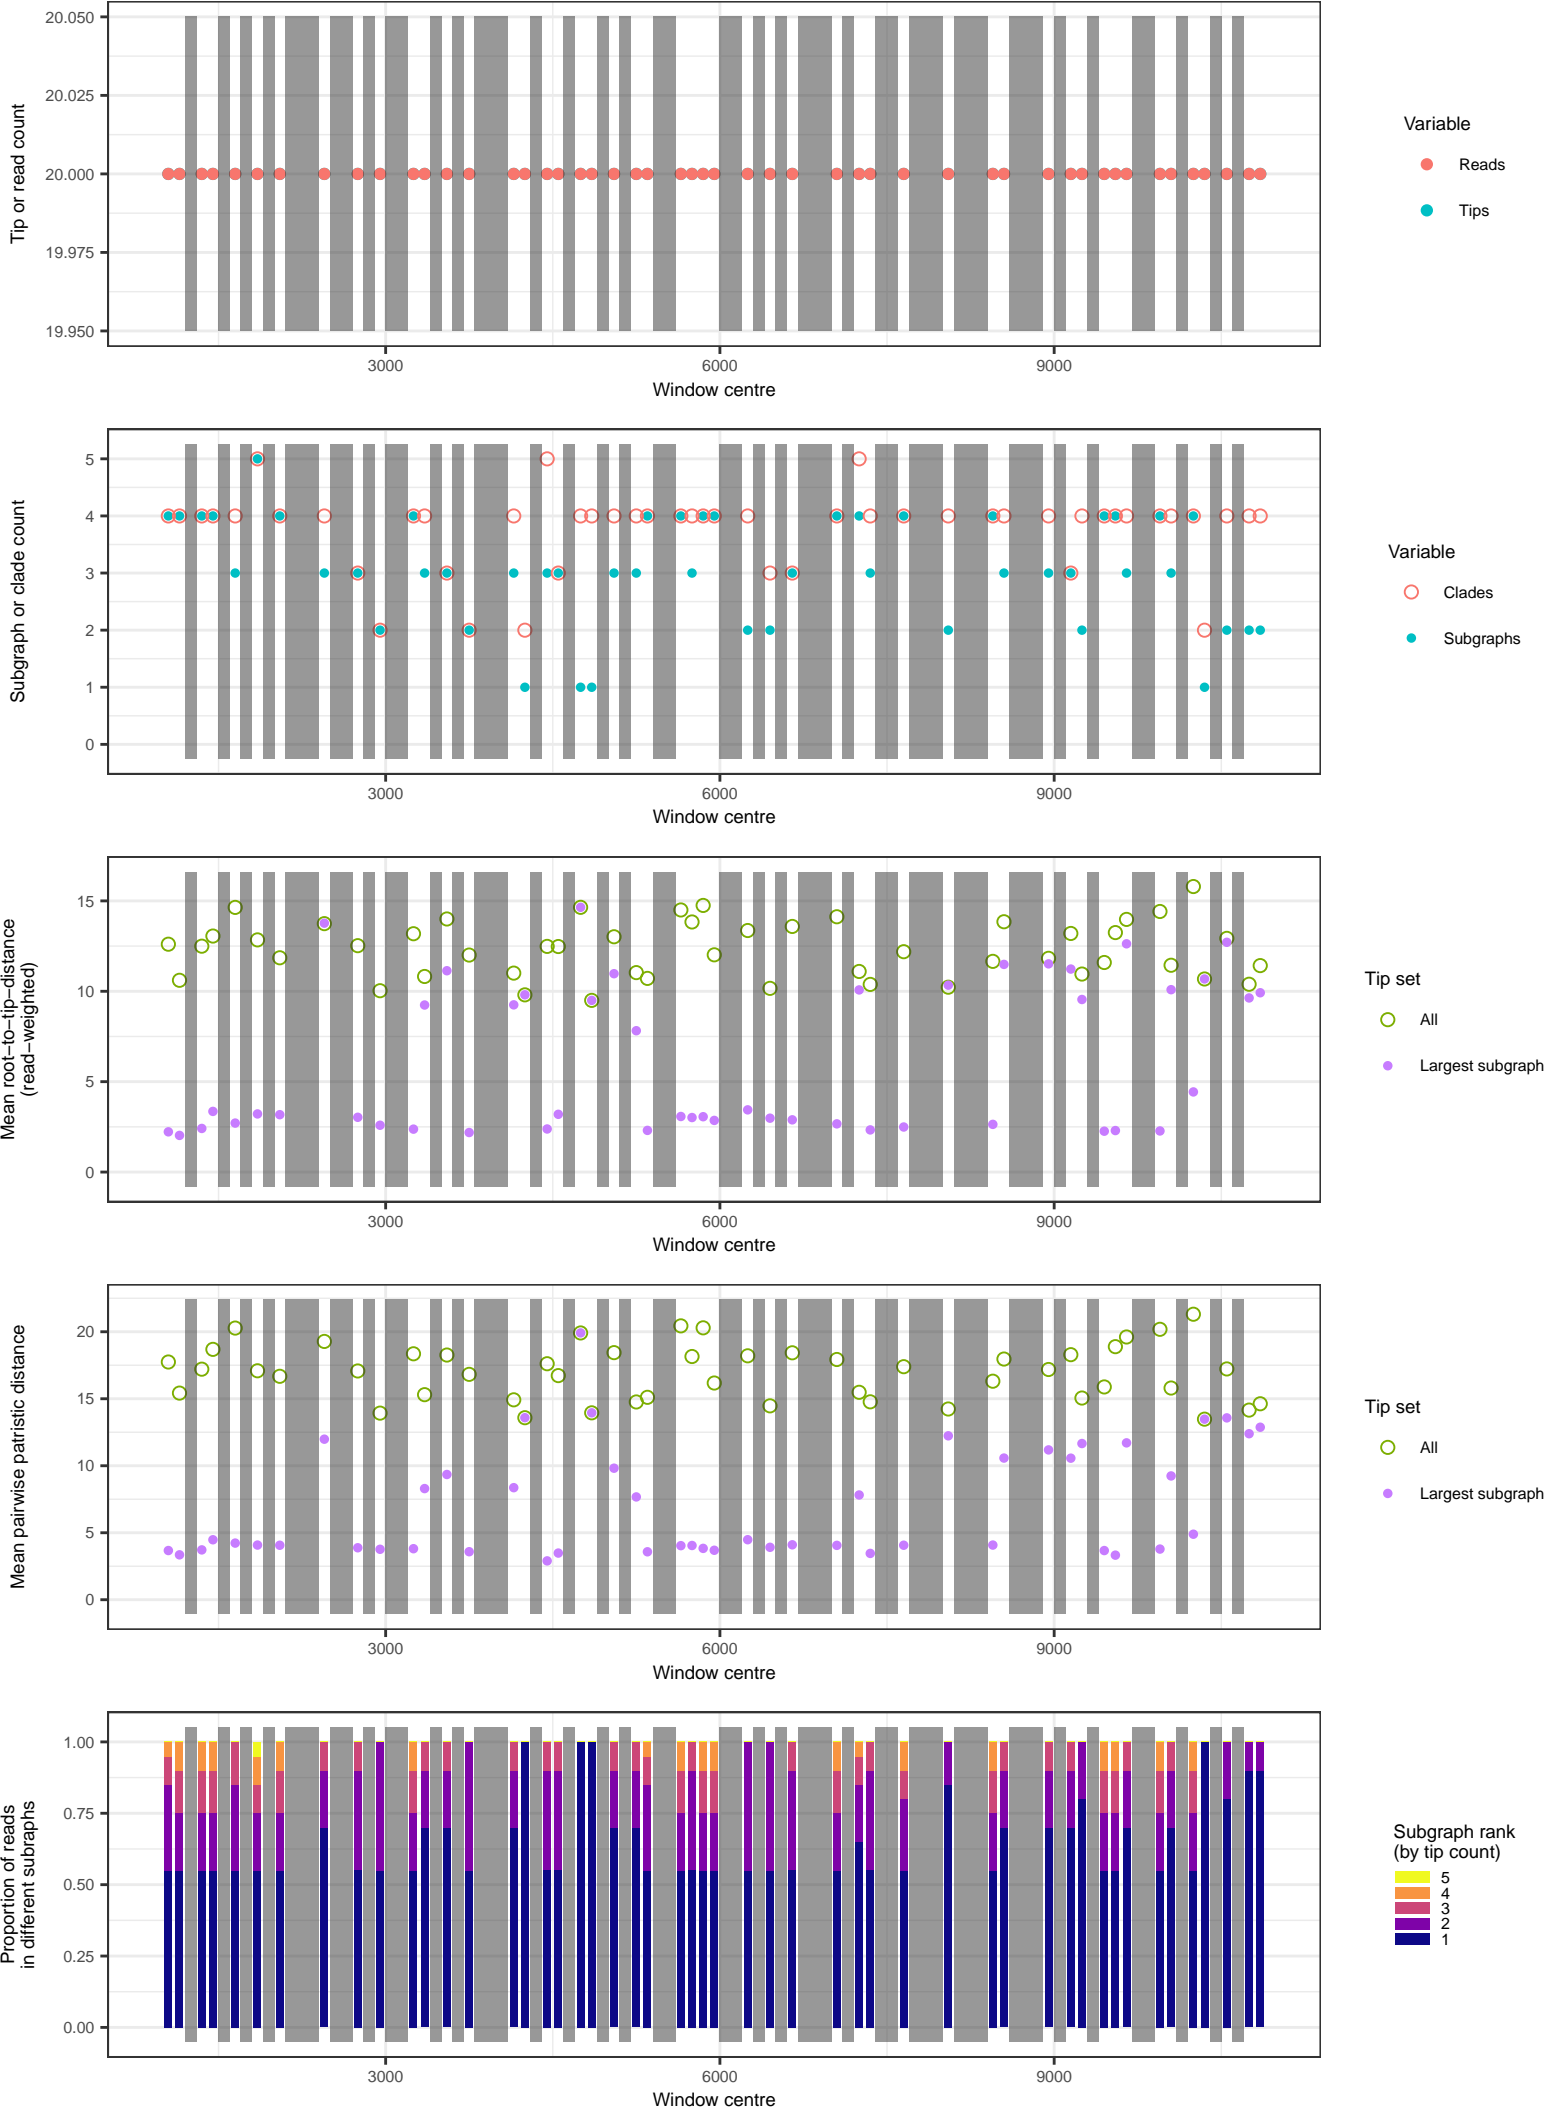 20.050
20.025
20.000
19.975
19.950
Tip or read count
3000
6000
9000
Window centre
Variable
Reads
Tips
5
4
3
2
1
0
Subgraph or clade count
3000
6000
9000
Window centre
Variable
Clades
Subgraphs
15
10
5
0
Mean root−to−tip−distance
(read−weighted)
3000
6000
9000
Window centre
Tip set
All
Largest subgraph
20
15
10
5
0
Mean pairwise patristic distance
3000
6000
9000
Window centre
Tip set
All
Largest subgraph
1.00
0.75
0.50
0.25
0.00
Proportion of reads
in different subraphs
3000
6000
9000
Window centre
Subgraph rank
(by tip count)
5
4
3
2
1